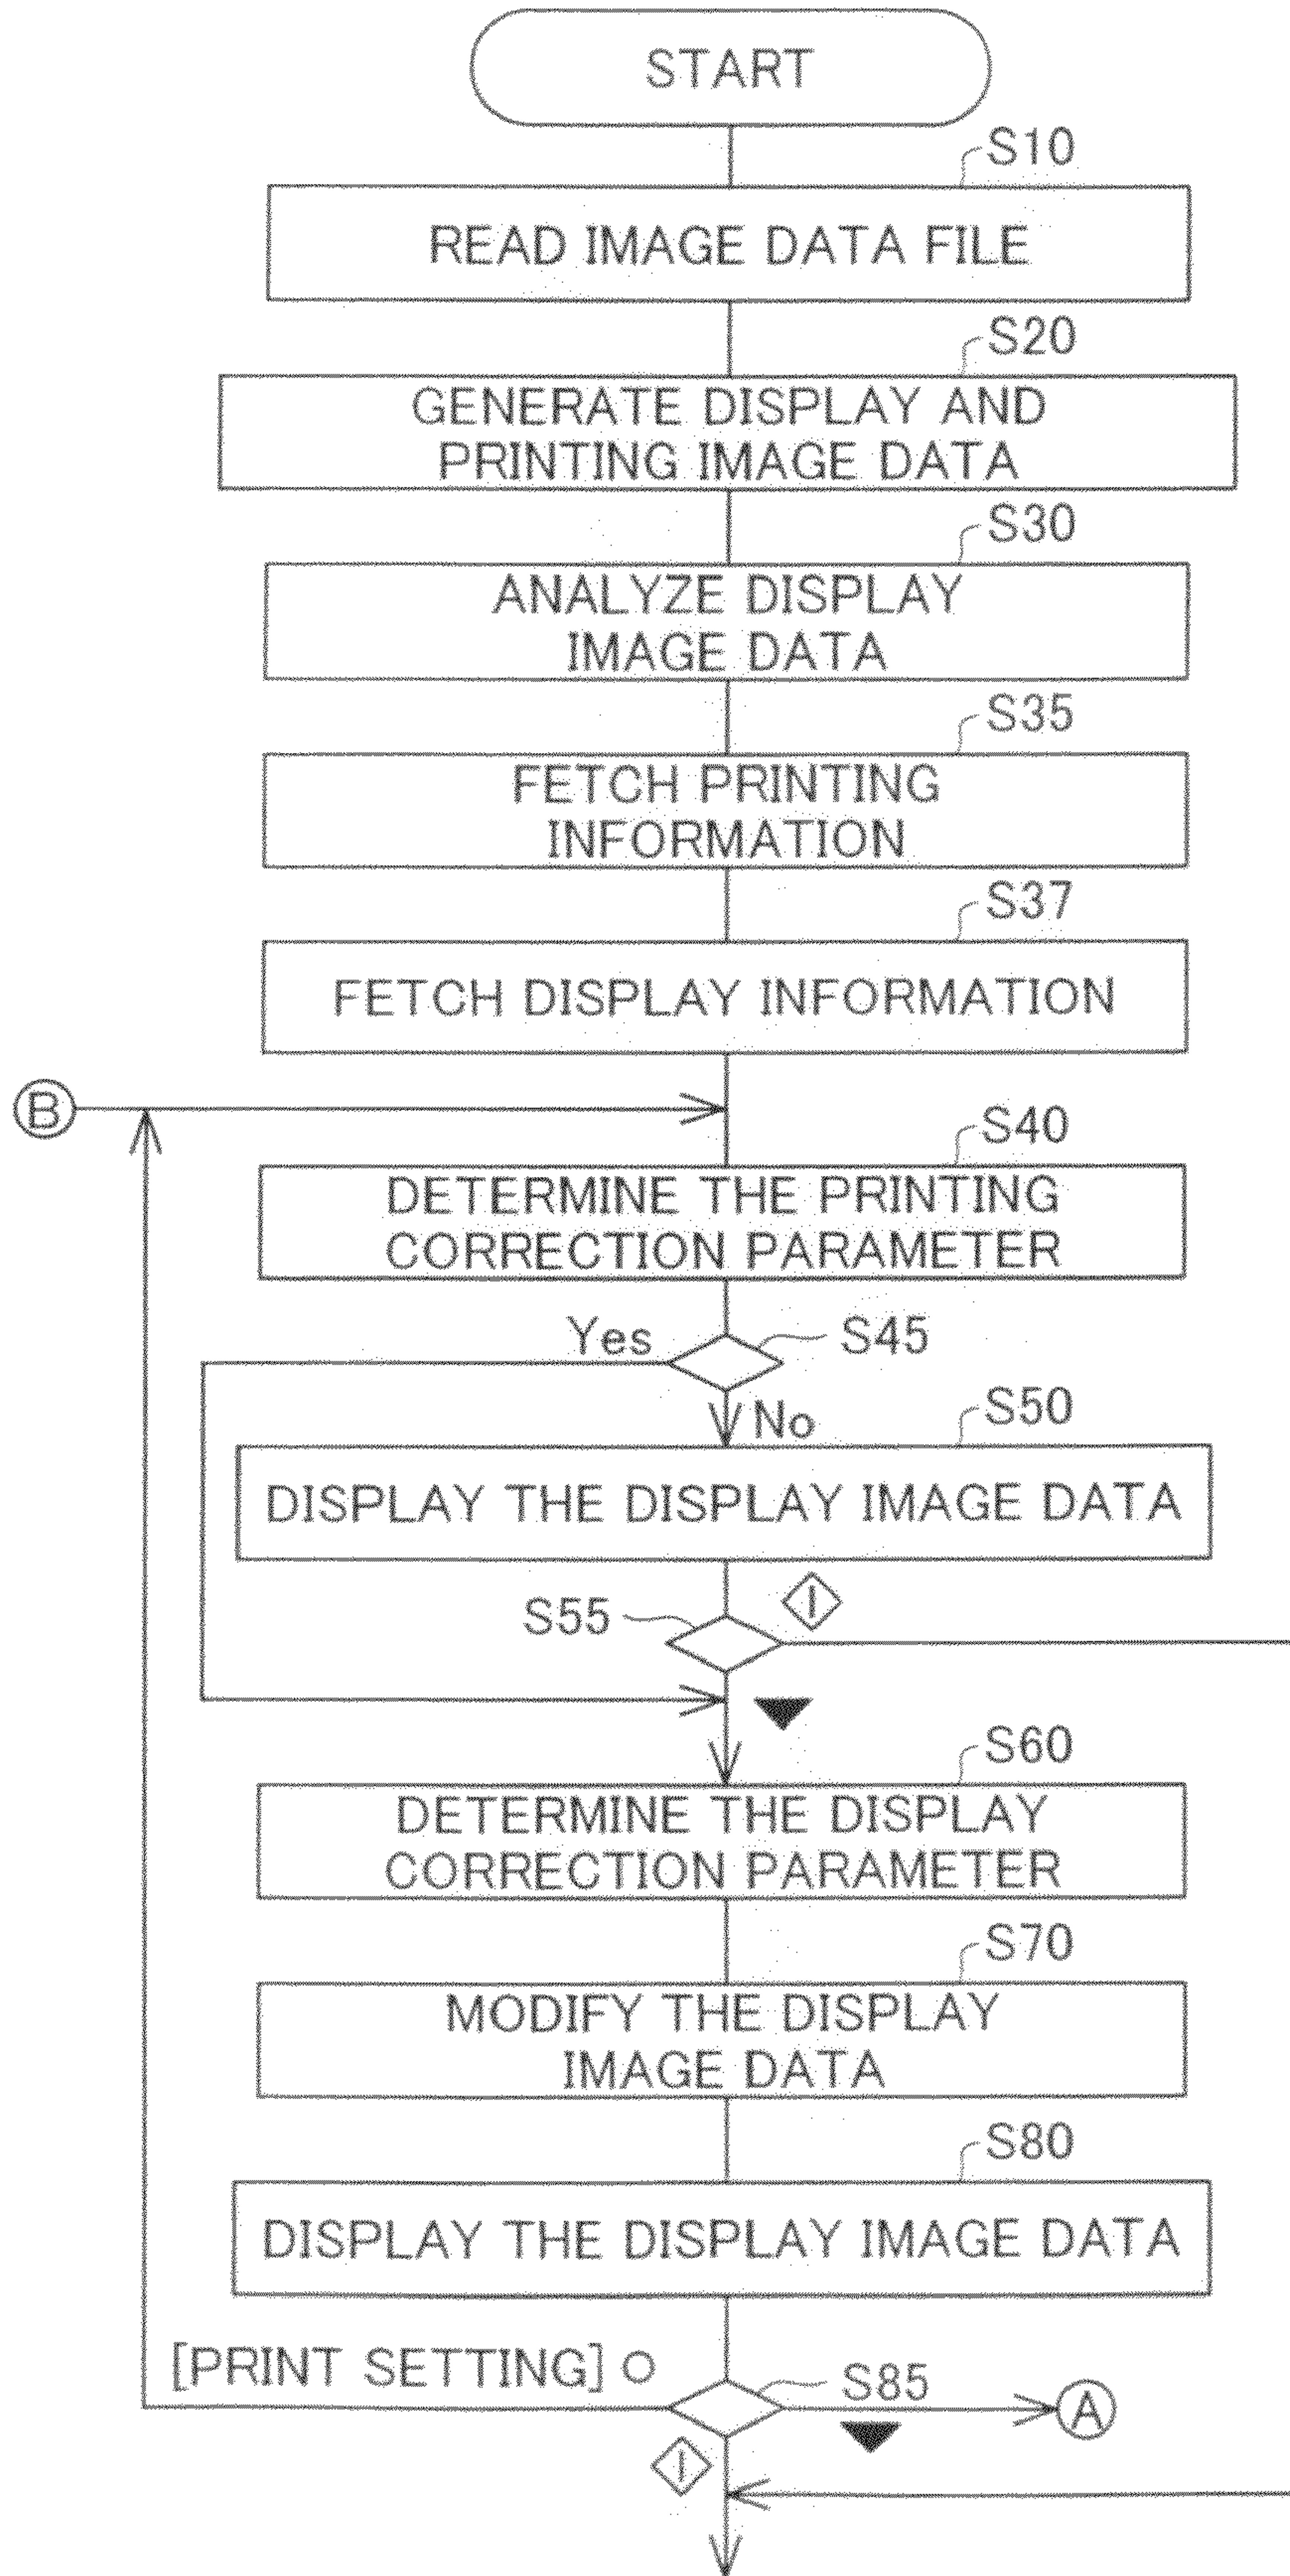 START
S10
READ IMAGE DATA FILE
S20
GENERATE DISPLAY AND
PRINTING IMAGE DATA
S30
ANALYZE DISPLAY
IMAGE DATA
S35
FETCH PRINTING
INFORMATION
S37
FETCH DISPLAY INFORMATION
B
S40
DETERMINE THE PRINTING
CORRECTION PARAMETER
Yes
S45
No
S50
DISPLAY THE DISPLAY IMAGE DATA
I
S55
S60
DETERMINE THE DISPLAY
CORRECTION PARAMETER
S70
MODIFY THE DISPLAY
IMAGE DATA
S80
DISPLAY THE DISPLAY IMAGE DATA
[PRINT SETTING]
S85
A
I